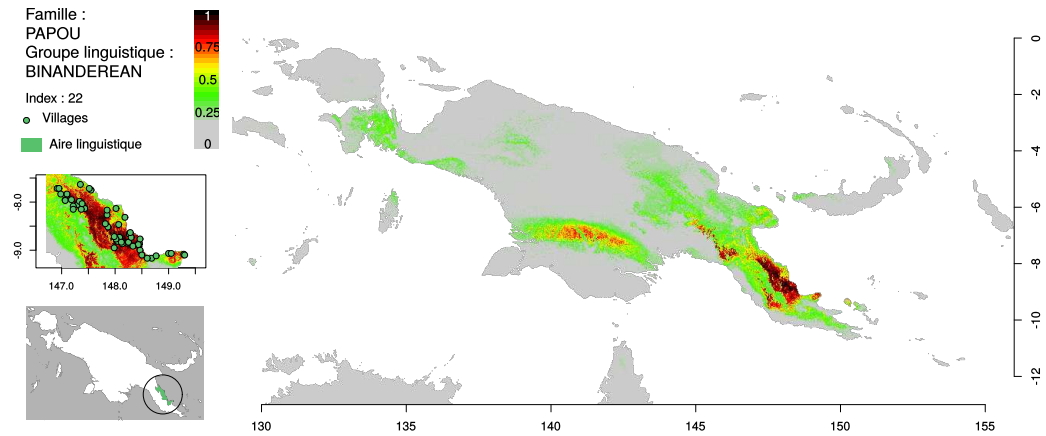 Famille :
PAPOU
Groupe linguistique :
BINANDEREAN
Index : 22
Villages
Aire linguistique
1
0.75
0.5
0.25
0
-8.0
-9.0
147.0 148.0 149.0
0
-2
-4
-6
-8
-10
-12
130 135 140 145 150 155